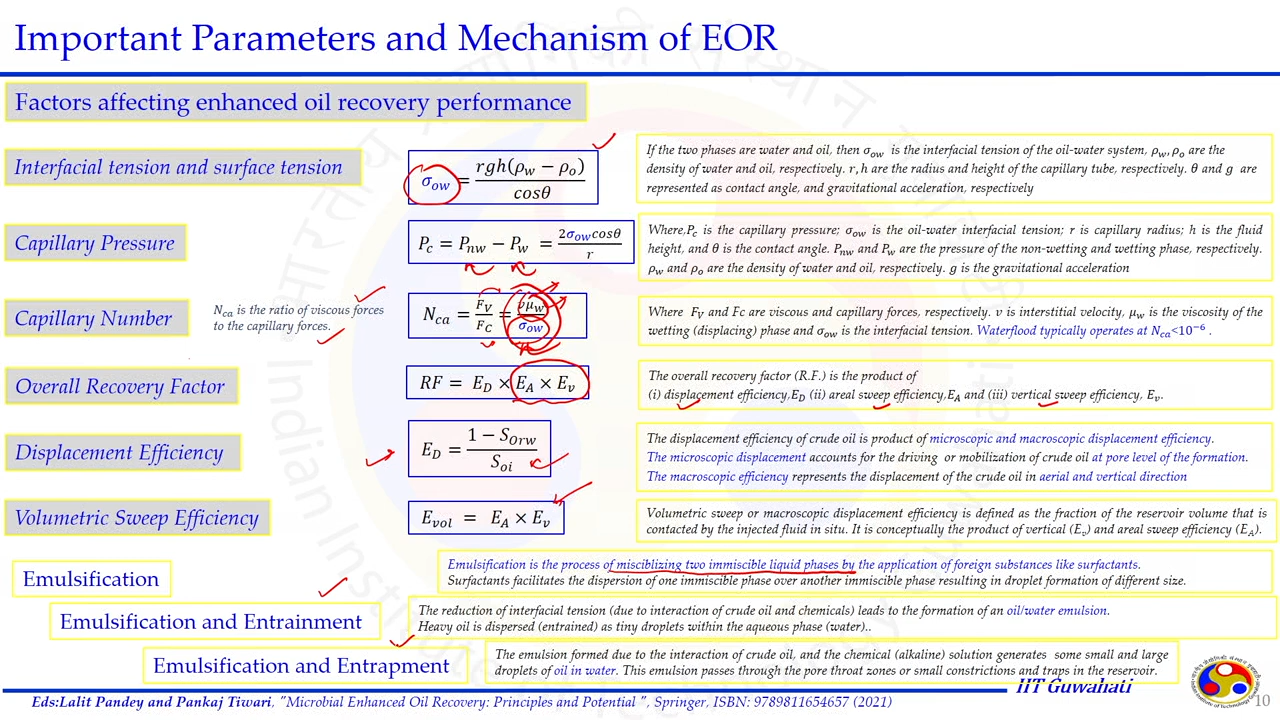 Important Parameters and Mechanism of EOR
Factors affecting enhanced oil recovery performance
Interfacial tension and surface tension
σow = rgh(ρw − ρo) / cosθ
If the two phases are water and oil, then σow is the interfacial tension of the oil-water system, ρw, ρo are the
density of water and oil, respectively. r, h are the radius and height of the capillary tube, respectively. θ and g are
represented as contact angle, and gravitational acceleration, respectively
Capillary Pressure
Pc = Pnw − Pw = 2σow cosθ / r
Where,Pc is the capillary pressure; σow is the oil-water interfacial tension; r is capillary radius; h is the fluid
height, and θ is the contact angle. Pnw and Pw are the pressure of the non-wetting and wetting phase, respectively.
ρw and ρo are the density of water and oil, respectively. g is the gravitational acceleration
Capillary Number
Nca is the ratio of viscous forces
to the capillary forces.
Nca = FV / FC = vμw / σow
Where FV and Fc are viscous and capillary forces, respectively. v is interstitial velocity, μw is the viscosity of the
wetting (displacing) phase and σow is the interfacial tension. Waterflood typically operates at Nca<10⁻⁶ .
Overall Recovery Factor
RF = ED × EA × Ev
The overall recovery factor (R.F.) is the product of
(i) displacement efficiency,ED (ii) areal sweep efficiency,EA and (iii) vertical sweep efficiency, Ev.
Displacement Efficiency
ED = 1 − SOrw / Soi
The displacement efficiency of crude oil is product of microscopic and macroscopic displacement efficiency.
The microscopic displacement accounts for the driving or mobilization of crude oil at pore level of the formation.
The macroscopic efficiency represents the displacement of the crude oil in aerial and vertical direction
Volumetric Sweep Efficiency
Evol = EA × Ev
Volumetric sweep or macroscopic displacement efficiency is defined as the fraction of the reservoir volume that is
contacted by the injected fluid in situ. It is conceptually the product of vertical (Ev) and areal sweep efficiency (EA).
Emulsification
Emulsification is the process of miscibilizing two immiscible liquid phases by the application of foreign substances like surfactants.
Surfactants facilitates the dispersion of one immiscible phase over another immiscible phase resulting in droplet formation of different size.
Emulsification and Entrainment
The reduction of interfacial tension (due to interaction of crude oil and chemicals) leads to the formation of an oil/water emulsion.
Heavy oil is dispersed (entrained) as tiny droplets within the aqueous phase (water)..
Emulsification and Entrapment
The emulsion formed due to the interaction of crude oil, and the chemical (alkaline) solution generates some small and large
droplets of oil in water. This emulsion passes through the pore throat zones or small constrictions and traps in the reservoir.
IIT Guwahati
Eds:Lalit Pandey and Pankaj Tiwari, "Microbial Enhanced Oil Recovery: Principles and Potential ", Springer, ISBN: 9789811654657 (2021)
10
Indian Institute